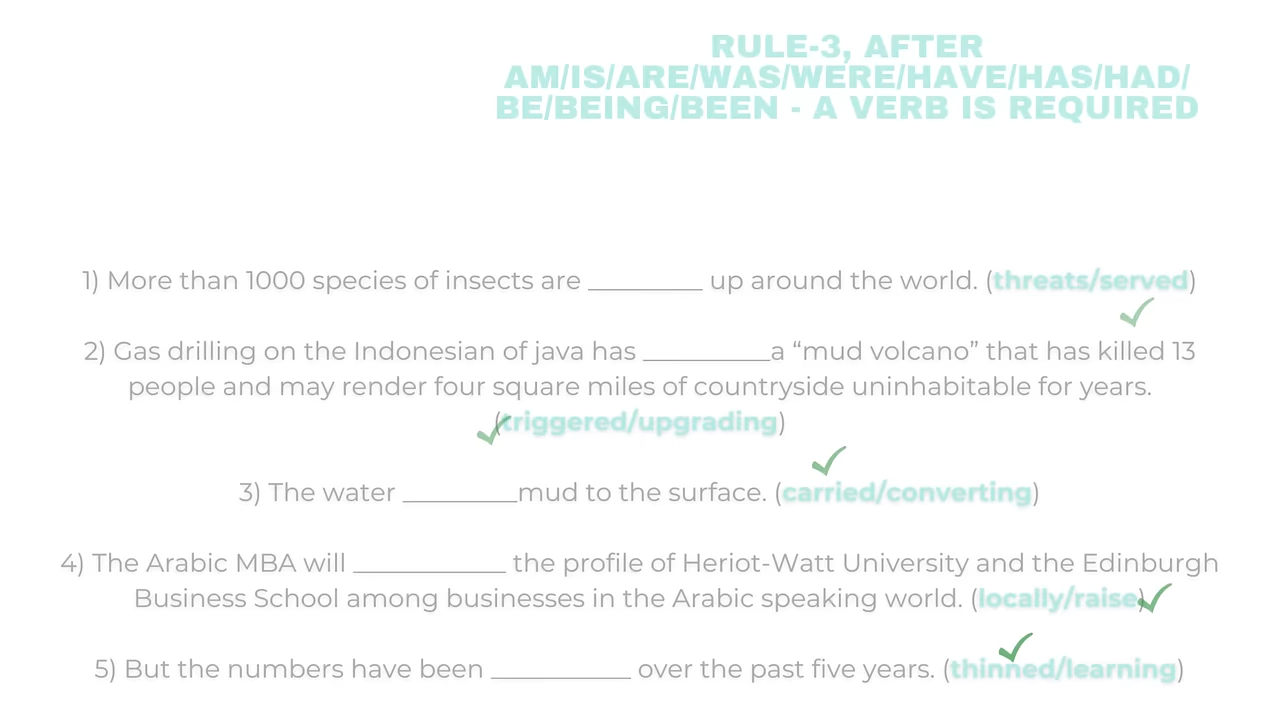 RULE-3, AFTER
AM/IS/ARE/WAS/WERE/HAVE/HAS/HAD/
BE/BEING/BEEN - A VERB IS REQUIRED
1) More than 1000 species of insects are _________ up around the world. (threats/served)
2) Gas drilling on the Indonesian of java has __________a “mud volcano” that has killed 13
people and may render four square miles of countryside uninhabitable for years.
(triggered/upgrading)
3) The water _________mud to the surface. (carried/converting)
4) The Arabic MBA will ____________ the profile of Heriot-Watt University and the Edinburgh
Business School among businesses in the Arabic speaking world. (locally/raise)
5) But the numbers have been ___________ over the past five years. (thinned/learning)